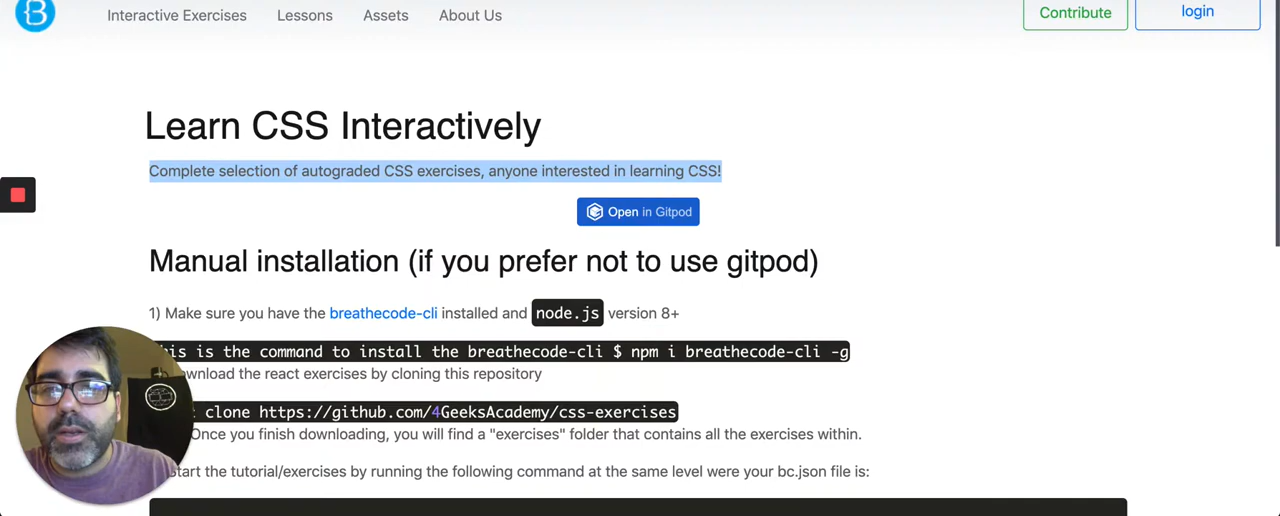 Interactive Exercises Lessons Assets About Us Contribute login
Learn CSS Interactively
Complete selection of autograded CSS exercises, anyone interested in learning CSS!
Open in Gitpod
Manual installation (if you prefer not to use gitpod)
1) Make sure you have the breathecode-cli installed and node.js version 8+
is the command to install the breathecode-cli $ npm i breathecode-cli -g
the react exercises by cloning this repository
clone https://github.com/4GeeksAcademy/css-exercises
Once you finish downloading, you will find a "exercises" folder that contains all the exercises within.
the tutorial/exercises by running the following command at the same level were your bc.json file is: